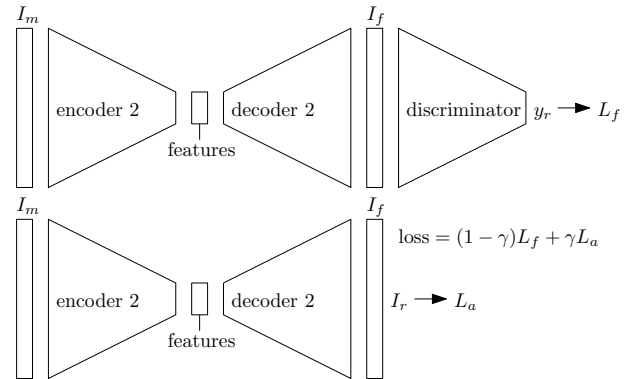 I_m I_f
encoder 2 decoder 2 discriminator y_r L_f
features
I_m I_f
loss = (1 − γ)L_f + γL_a
encoder 2 decoder 2 I_r L_a
features